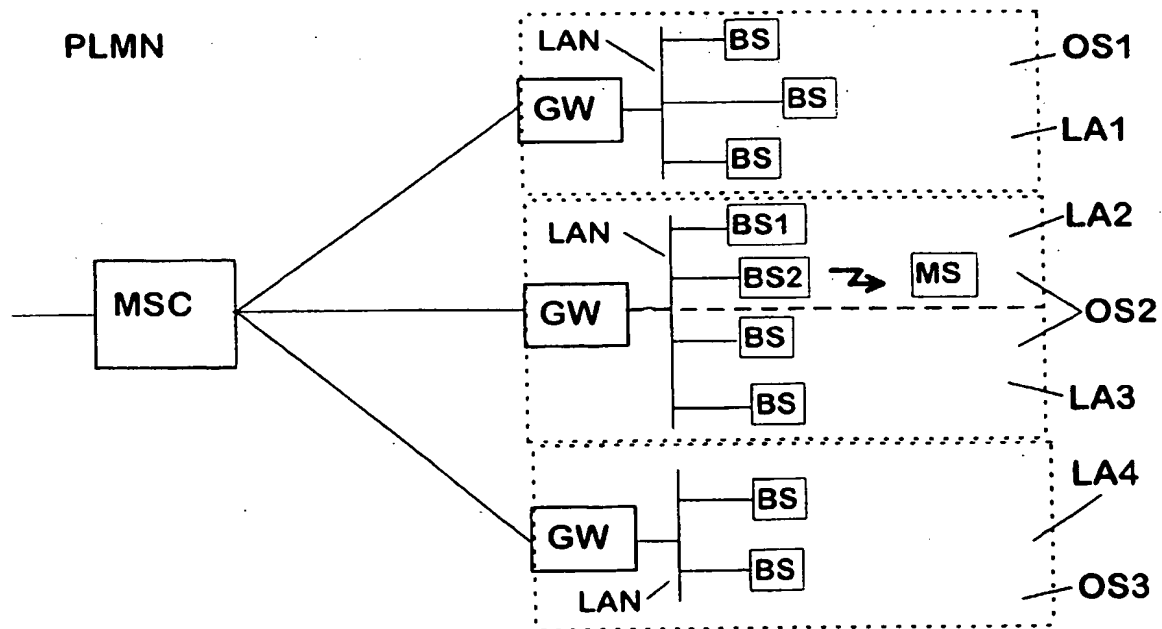 PLMN
LAN
BS
OS1
GW
BS
LA1
BS
LAN
BS1
LA2
MSC
BS2
MS
GW
OS2
BS
BS
LA3
LA4
BS
GW
BS
LAN
OS3